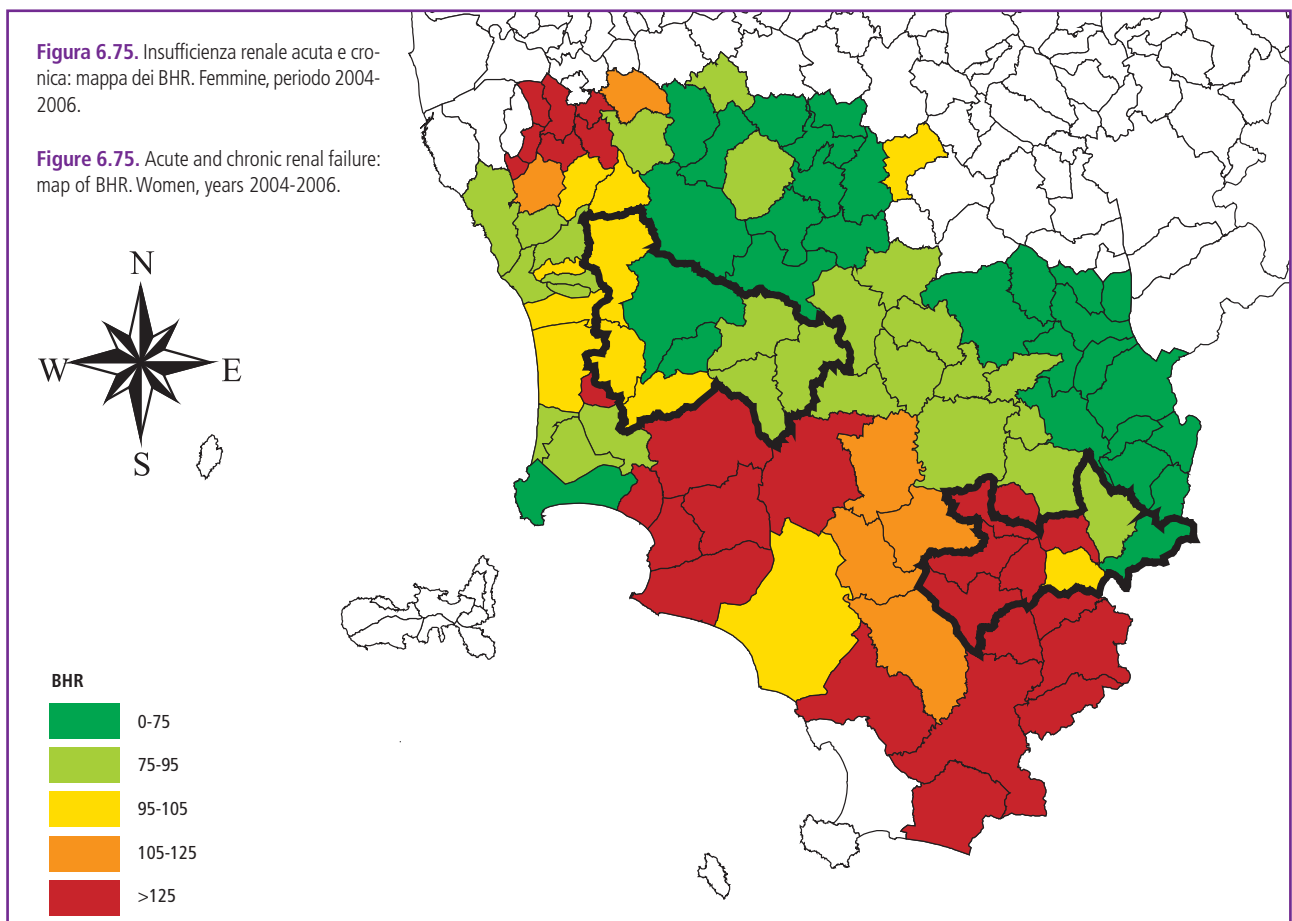 Figura 6.75. Insufficienza renale acuta e cro-
nica: mappa dei BHR. Femmine, periodo 2004-
2006.
Figure 6.75. Acute and chronic renal failure:
map of BHR. Women, years 2004-2006.
N
W
E
S
BHR
0-75
75-95
95-105
105-125
>125